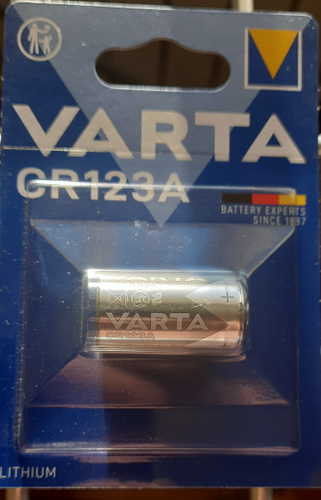 VARTA
CR123A
BATTERY EXPERTS
SINCE 1887
+
VARTA
CR123A
LITHIUM